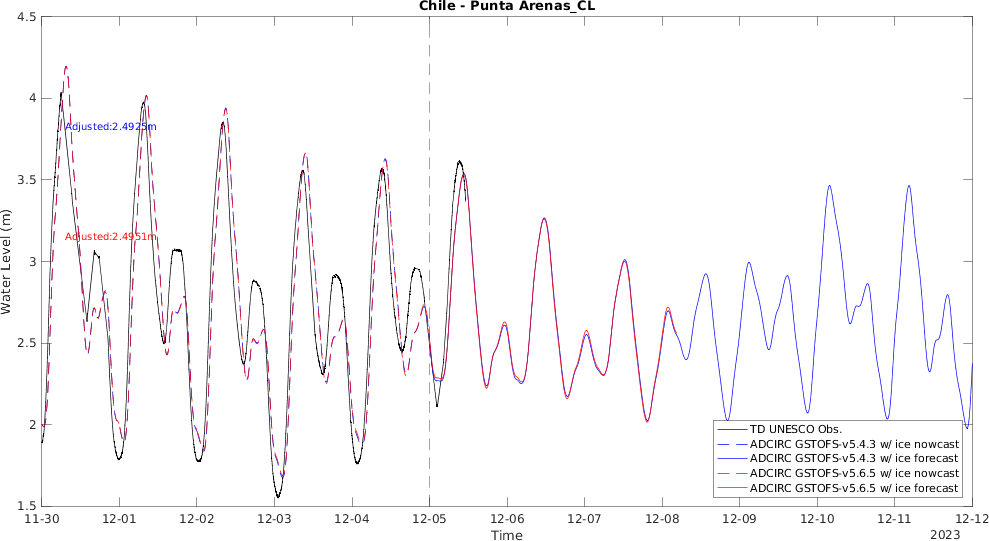 Chile - Punta Arenas_CL
4.5
4
3.5
3
2.5
2
1.5
Water Level (m)
Adjusted:2.4925m
Adjusted:2.4951m
TD UNESCO Obs.
ADCIRC GSTOFS-v5.4.3 w/ ice nowcast
ADCIRC GSTOFS-v5.4.3 w/ ice forecast
ADCIRC GSTOFS-v5.6.5 w/ ice nowcast
ADCIRC GSTOFS-v5.6.5 w/ ice forecast
11-30 12-01 12-02 12-03 12-04 12-05 12-06 12-07 12-08 12-09 12-10 12-11 12-12
Time
2023